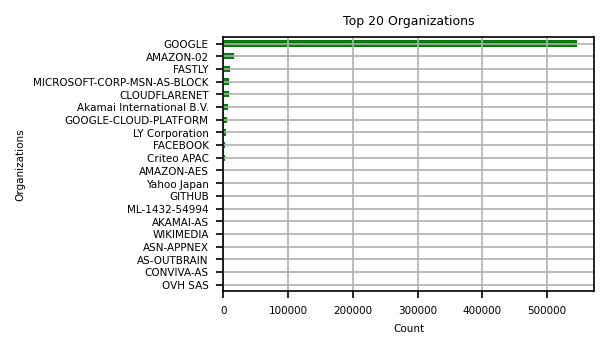 Top 20 Organizations
GOOGLE
AMAZON-02
FASTLY
MICROSOFT-CORP-MSN-AS-BLOCK
CLOUDFLARENET
Akamai International B.V.
GOOGLE-CLOUD-PLATFORM
LY Corporation
FACEBOOK
Criteo APAC
AMAZON-AES
Yahoo Japan
GITHUB
ML-1432-54994
AKAMAI-AS
WIKIMEDIA
ASN-APPNEX
AS-OUTBRAIN
CONVIVA-AS
OVH SAS
Organizations
0 100000 200000 300000 400000 500000
Count